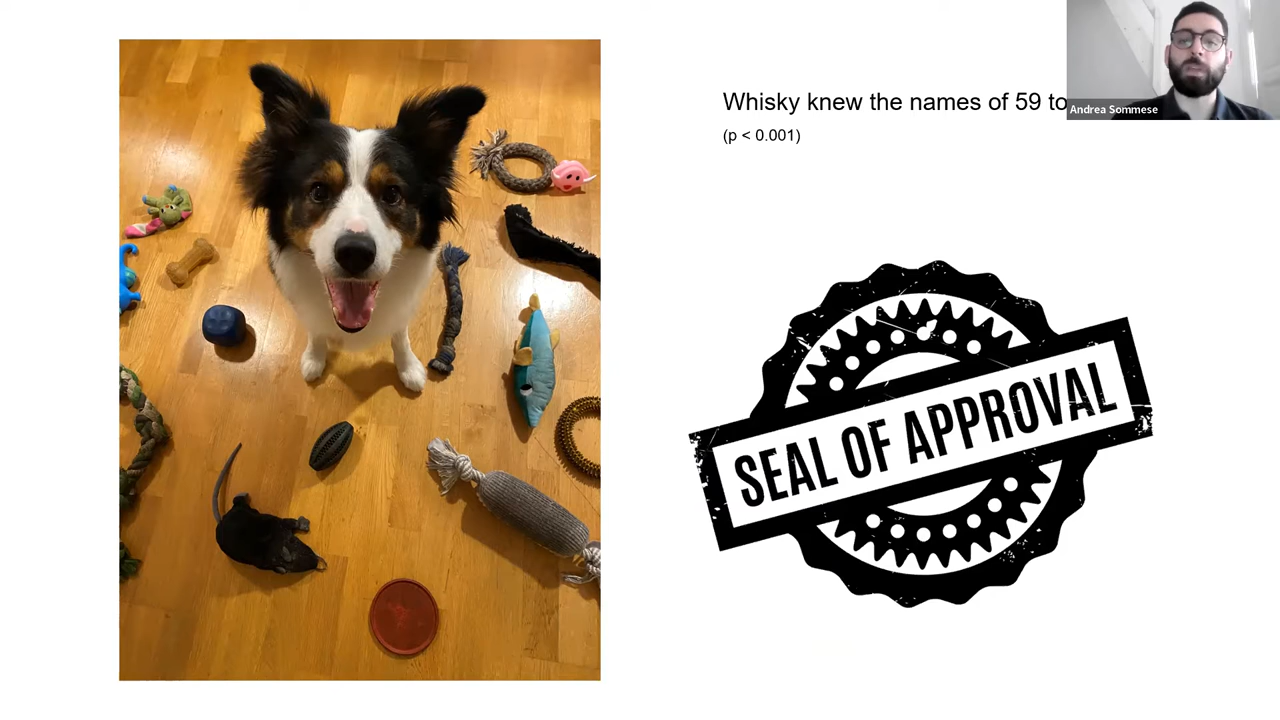 Whisky knew the names of 59 to
(p < 0.001)
Andrea Sommese
SEAL OF APPROVAL